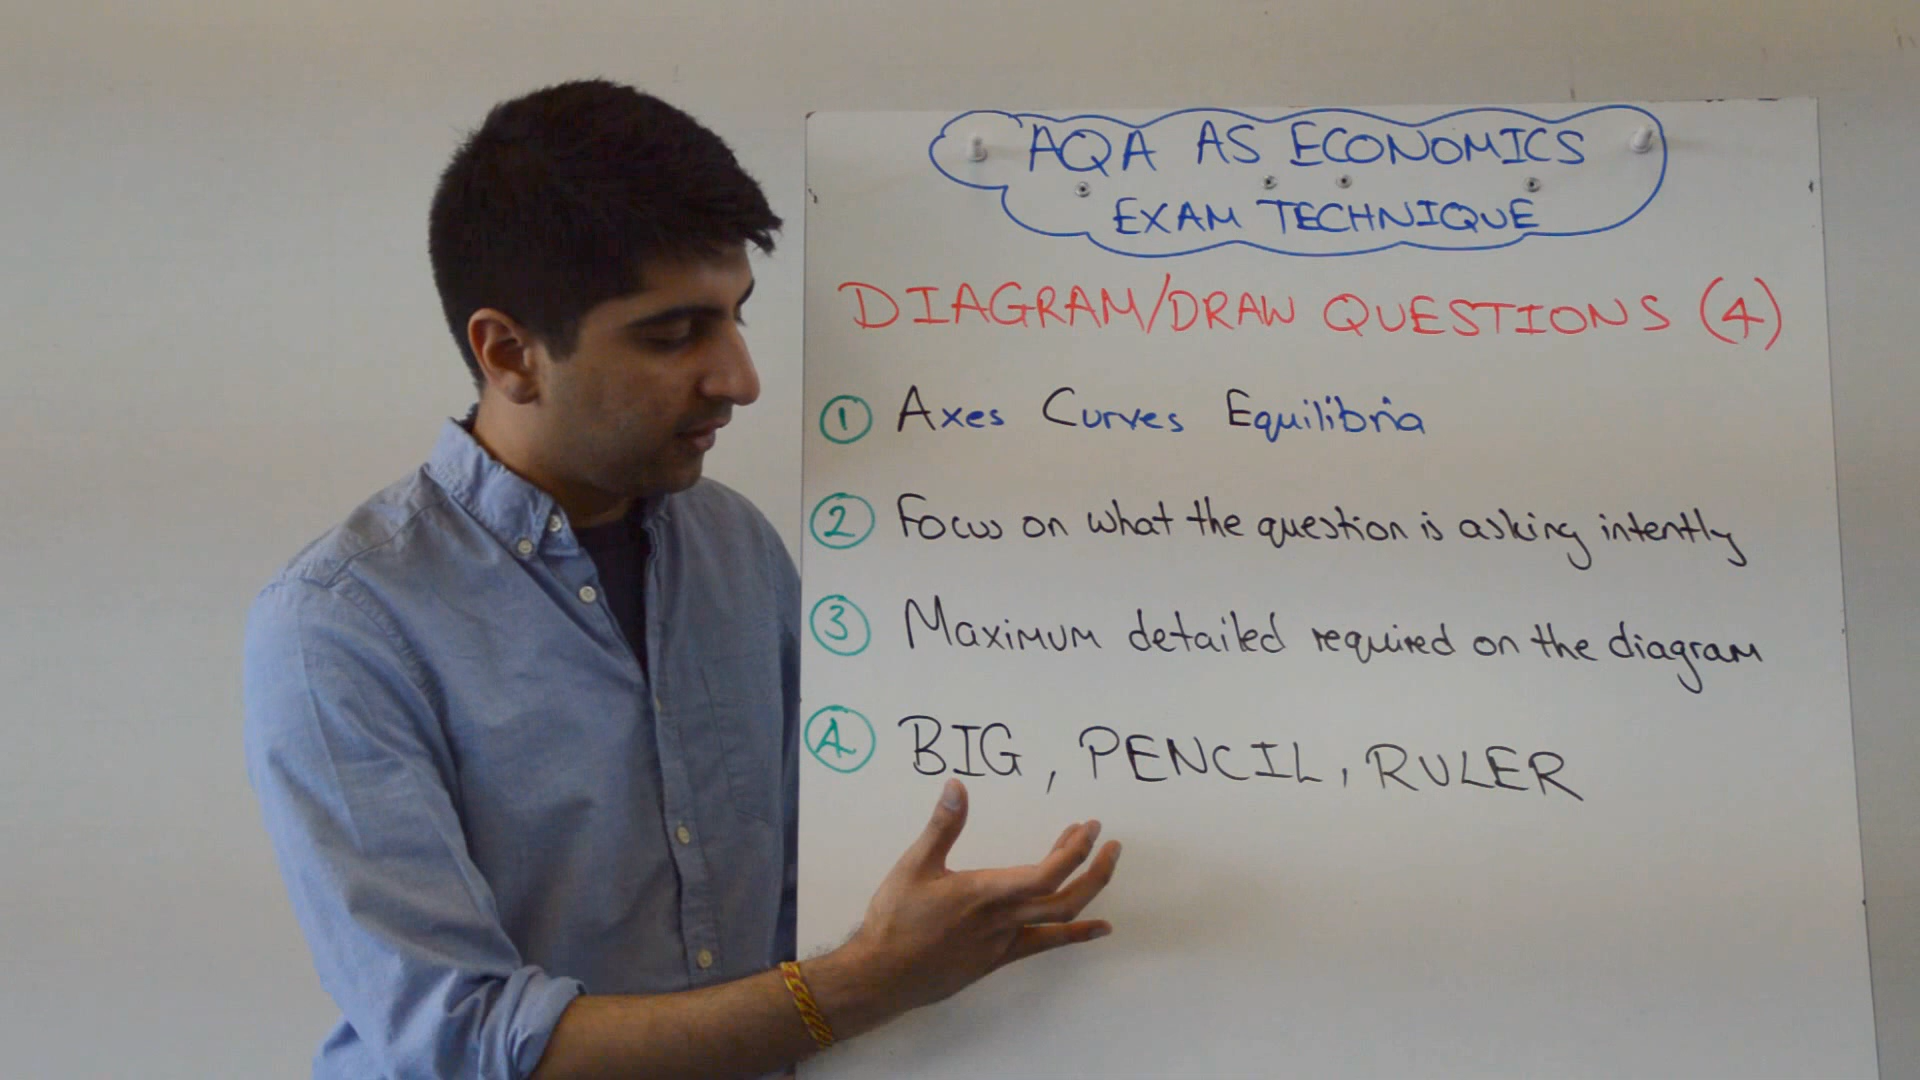 AQA AS ECONOMICS
EXAM TECHNIQUE
DIAGRAM/DRAW QUESTIONS (4)
1 Axes Curves Equilibria
2 Focus on what the question is asking intently
3 Maximum detailed required on the diagram
4 BIG, PENCIL, RULER